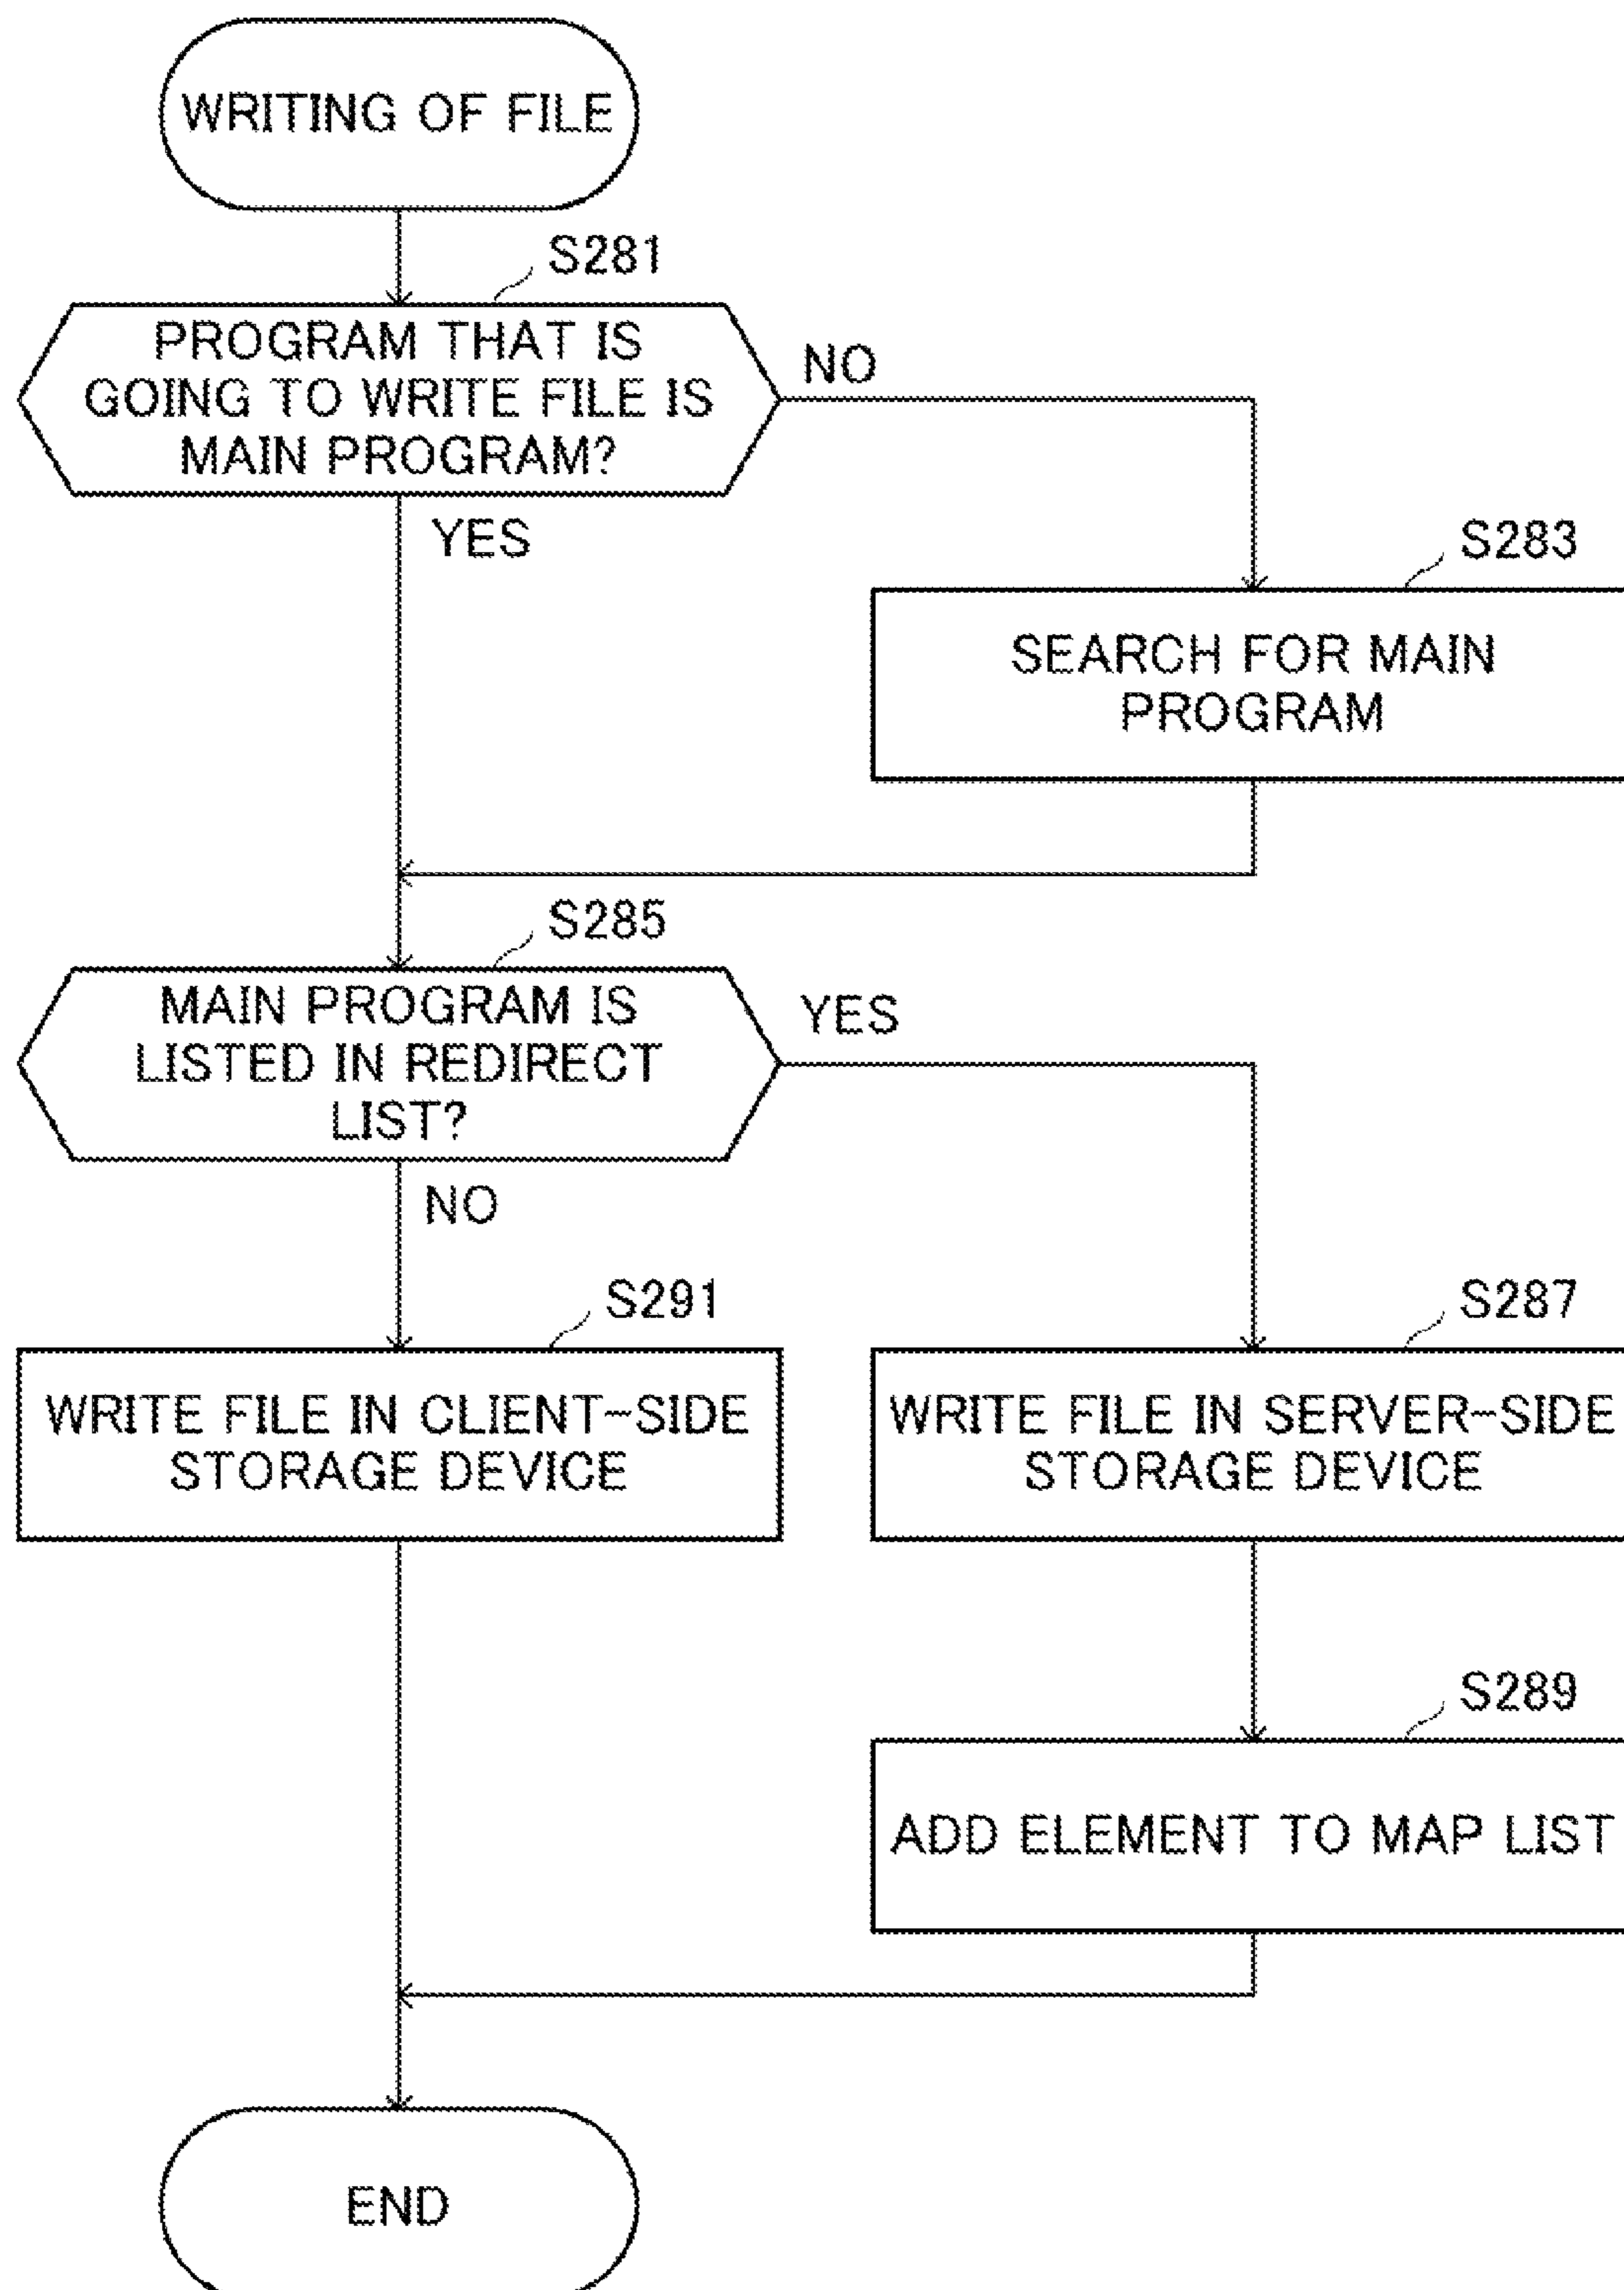 WRITING OF FILE
S281
PROGRAM THAT IS
GOING TO WRITE FILE IS
MAIN PROGRAM?
NO
YES
S283
SEARCH FOR MAIN
PROGRAM
S285
MAIN PROGRAM IS
LISTED IN REDIRECT
LIST?
YES
NO
S291
WRITE FILE IN CLIENT-SIDE
STORAGE DEVICE
S287
WRITE FILE IN SERVER-SIDE
STORAGE DEVICE
S289
ADD ELEMENT TO MAP LIST
END